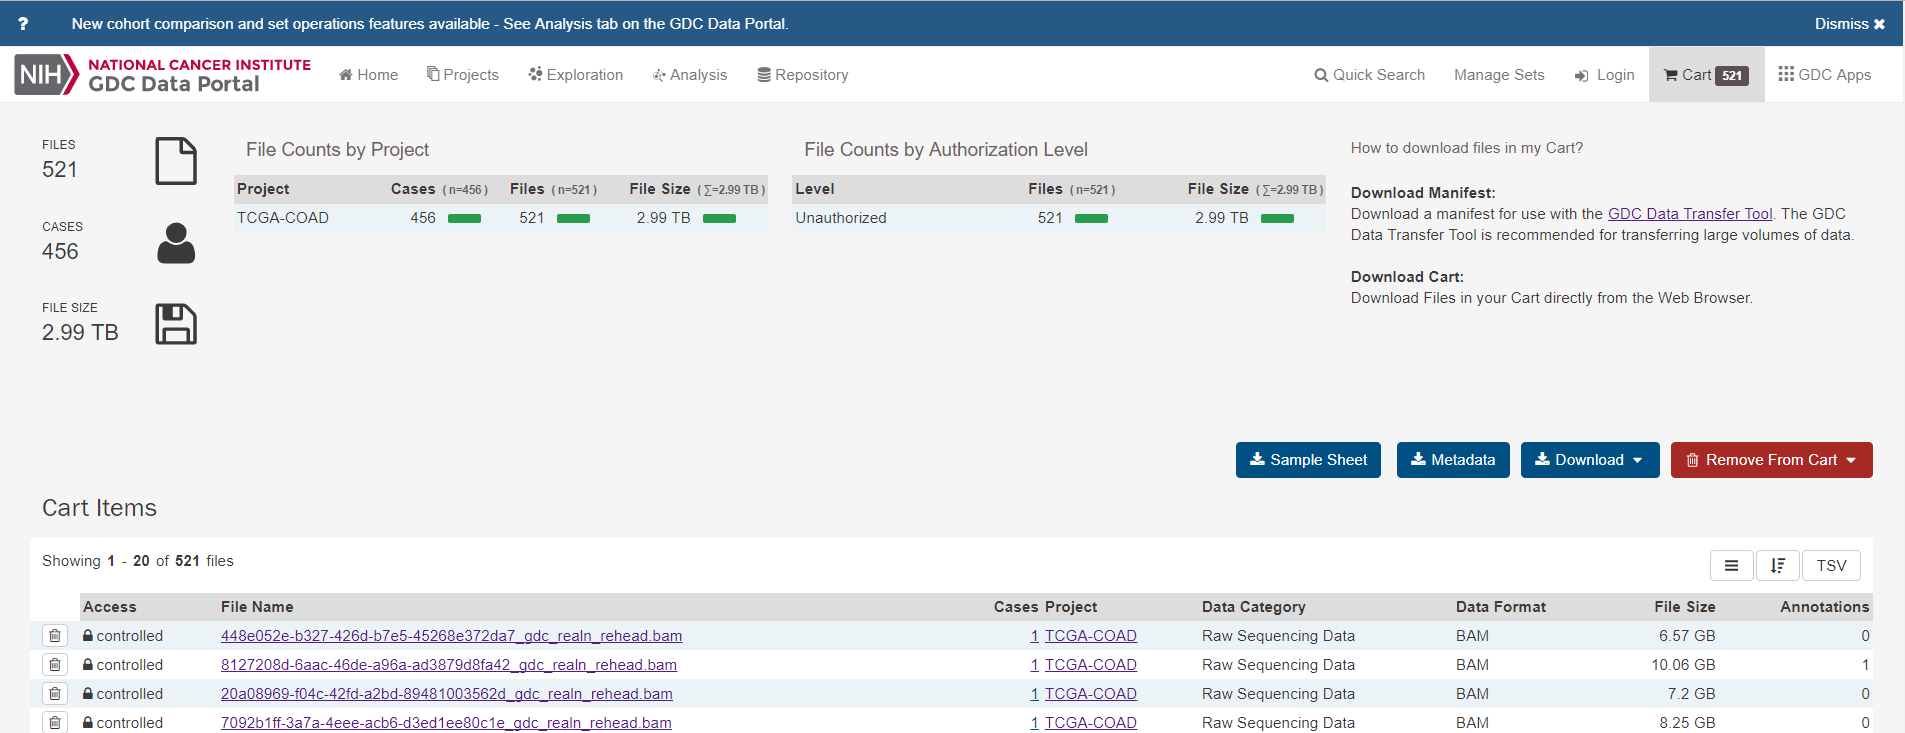 ? New cohort comparison and set operations features available - See Analysis tab on the GDC Data Portal. Dismiss ✖
NIH NATIONAL CANCER INSTITUTE
GDC Data Portal
Home Projects Exploration Analysis Repository Quick Search Manage Sets Login Cart 521 GDC Apps
FILES
521
CASES
456
FILE SIZE
2.99 TB
File Counts by Project
Project Cases (n=456) Files (n=521) File Size (∑=2.99 TB)
TCGA-COAD 456 521 2.99 TB
File Counts by Authorization Level
Level Files (n=521) File Size (∑=2.99 TB)
Unauthorized 521 2.99 TB
How to download files in my Cart?
Download Manifest:
Download a manifest for use with the GDC Data Transfer Tool. The GDC
Data Transfer Tool is recommended for transferring large volumes of data.
Download Cart:
Download Files in your Cart directly from the Web Browser.
Sample Sheet Metadata Download Remove From Cart
Cart Items
Showing 1 - 20 of 521 files
TSV
Access File Name Cases Project Data Category Data Format File Size Annotations
controlled 448e052e-b327-426d-b7e5-45268e372da7_gdc_realn_rehead.bam 1 TCGA-COAD Raw Sequencing Data BAM 6.57 GB 0
controlled 8127208d-6aac-46de-a96a-ad3879d8fa42_gdc_realn_rehead.bam 1 TCGA-COAD Raw Sequencing Data BAM 10.06 GB 1
controlled 20a08969-f04c-42fd-a2bd-89481003562d_gdc_realn_rehead.bam 1 TCGA-COAD Raw Sequencing Data BAM 7.2 GB 0
controlled 7092b1ff-3a7a-4eee-acb6-d3ed1ee80c1e_gdc_realn_rehead.bam 1 TCGA-COAD Raw Sequencing Data BAM 8.25 GB 0